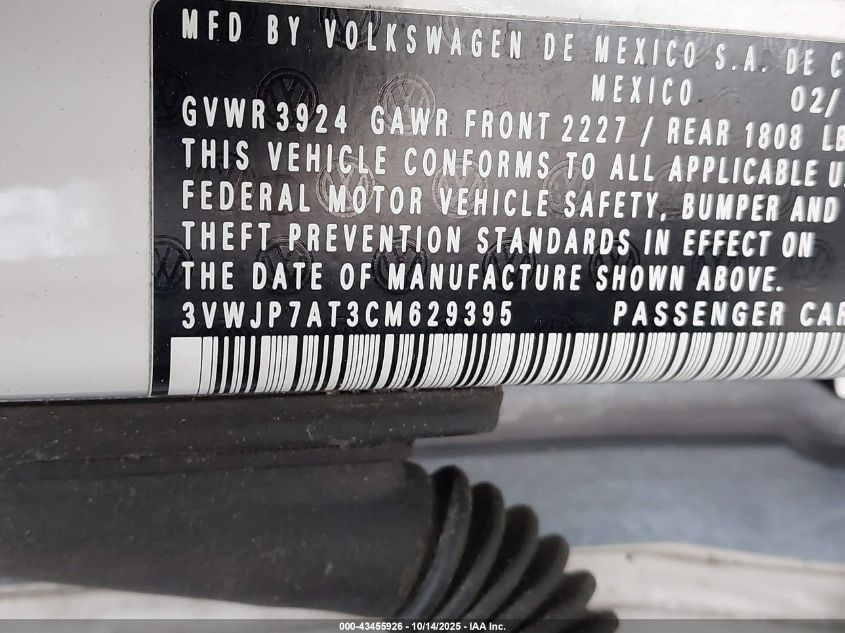 MFD BY VOLKSWAGEN DE MEXICO S.A. DE C
MEXICO 02/
GVWR 3924 GAWR FRONT 2227 / REAR 1808 LB
THIS VEHICLE CONFORMS TO ALL APPLICABLE U.
FEDERAL MOTOR VEHICLE SAFETY, BUMPER AND
THEFT PREVENTION STANDARDS IN EFFECT ON
THE DATE OF MANUFACTURE SHOWN ABOVE.
3VWJP7AT3CM629395 PASSENGER CAR
000-43455926 - 10/14/2025 - IAA Inc.